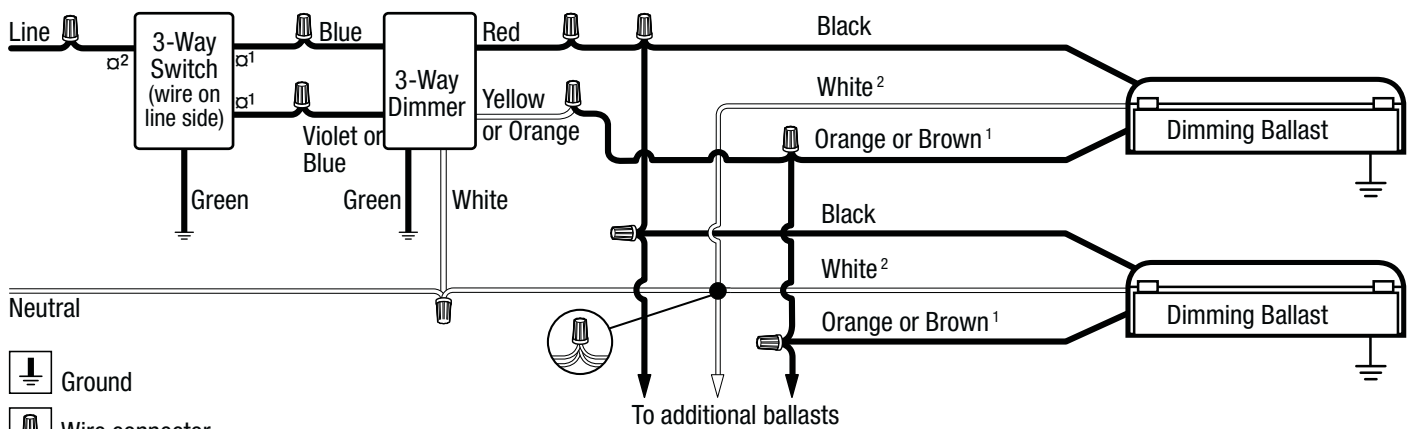 Line
3-Way
Switch
(wire on
line side)
¤²
¤¹
¤¹
Blue
Violet or
Blue
3-Way
Dimmer
Red
Yellow
or Orange
Black
White ²
Orange or Brown ¹
Dimming Ballast
Green
Green
White
Black
White ²
Orange or Brown ¹
Dimming Ballast
Neutral
Ground
Wire connector
To additional ballasts